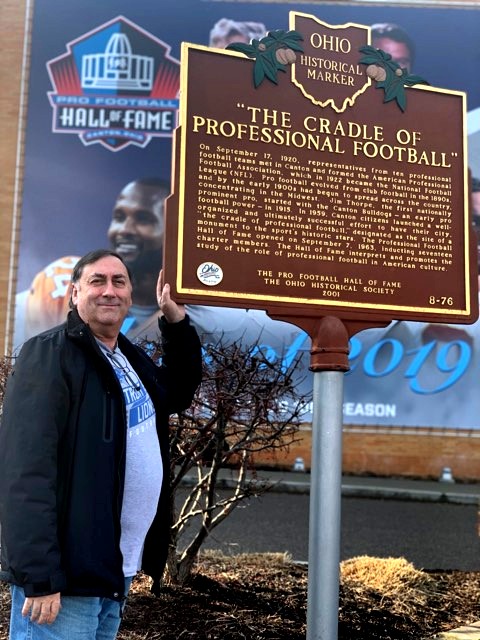 PRO FOOTBALL
HALL OF FAME
CANTON, OHIO
OHIO
HISTORICAL
MARKER
"THE CRADLE OF
PROFESSIONAL FOOTBALL"
On September 17, 1920, representatives from ten professional
football teams met in Canton and formed the American Professional
Football Association, which in 1922 became the National Football
League (NFL). Pro football evolved from club football in the 1890s,
and by the early 1900s had begun to spread across the country,
concentrating in the Midwest. Jim Thorpe, the first nationally
prominent pro, started with the Canton Bulldogs – an early pro
football power – in 1915. In 1959, Canton citizens launched a well-
organized and ultimately successful effort to have their city,
"the cradle of professional football," designated as the site of a
monument to the sport's historic stars. The Professional Football
Hall of Fame opened on September 7, 1963, inducting seventeen
charter members. The Hall of Fame interprets and promotes the
story of the role of professional football in American culture.
THE PRO FOOTBALL HALL OF FAME
THE OHIO HISTORICAL SOCIETY
2001
8-76
Ohio
of 2019
SEASON
LIONS